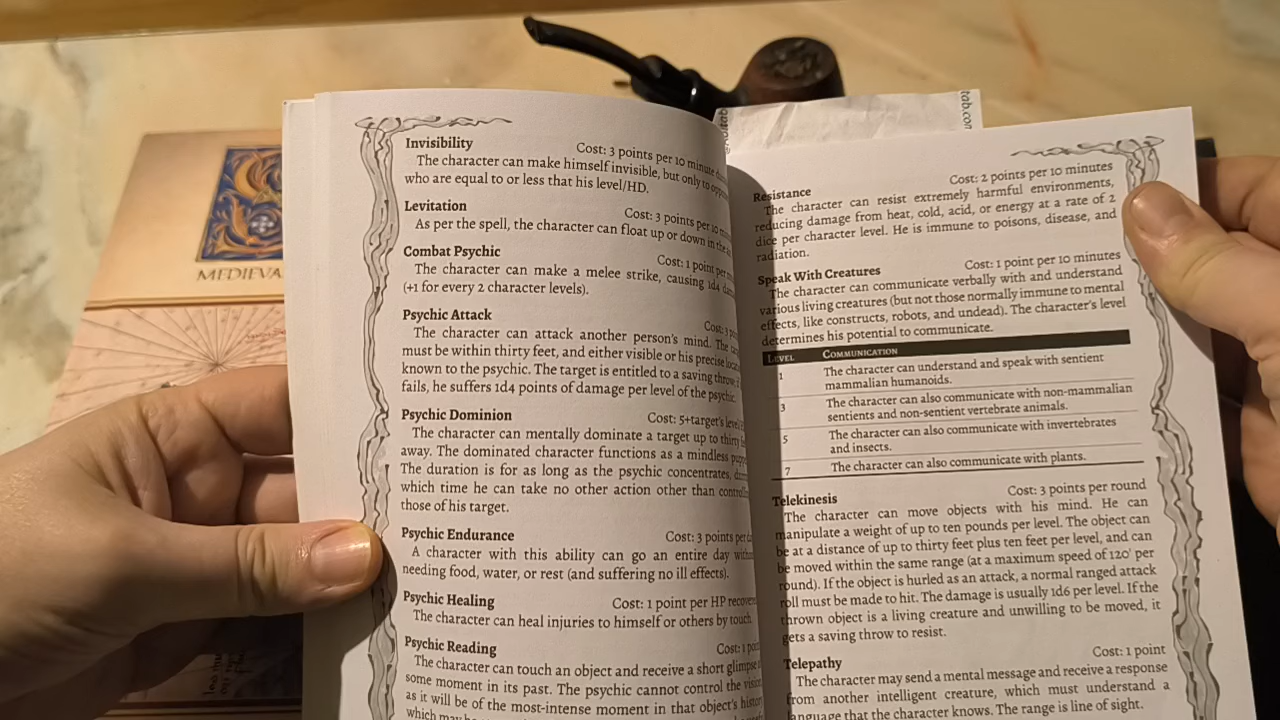 MEDIEVA
tab.com
Invisibility
Cost: 3 points per 10 minute
The character can make himself invisible, but only to
who are equal to or less that his level/HD.
Levitation
Cost: 3 points per 10
As per the spell, the character can float up or down in the
Combat Psychic
Cost: 1 point per
The character can make a melee strike, causing 1d4
(+1 for every 2 character levels).
Psychic Attack
Cost: 3
The character can attack another person's mind. The
must be within thirty feet, and either visible or his precise
known to the psychic. The target is entitled to a saving throw,
fails, he suffers 1d4 points of damage per level of the psychic.
Psychic Dominion
Cost: 5+target's level
The character can mentally dominate a target up to thirty
away. The dominated character functions as a mindless
The duration is for as long as the psychic concentrates,
which time he can take no other action other than
those of his target.
Psychic Endurance
Cost: 3 points per
A character with this ability can go an entire day
needing food, water, or rest (and suffering no ill effects).
Psychic Healing
Cost: 1 point per HP
The character can heal injuries to himself or others by touch.
Psychic Reading
Cost: 1
The character can touch an object and receive a short glimpse
some moment in its past. The psychic cannot control the
as it will be of the most-intense moment in that object's
which may
Resistance
Cost: 2 points per 10 minutes
The character can resist extremely harmful environments,
reducing damage from heat, cold, acid, or energy at a rate of 2
dice per character level. He is immune to poisons, disease, and
radiation.
Speak With Creatures
Cost: 1 point per 10 minutes
The character can communicate verbally with and understand
various living creatures (but not those normally immune to mental
effects, like constructs, robots, and undead). The character's level
determines his potential to communicate.
Level Communication
1 The character can understand and speak with sentient
mammalian humanoids.
3 The character can also communicate with non-mammalian
sentients and non-sentient vertebrate animals.
5 The character can also communicate with invertebrates
and insects.
7 The character can also communicate with plants.
Telekinesis
Cost: 3 points per round
The character can move objects with his mind. He can
manipulate a weight of up to ten pounds per level. The object can
be at a distance of up to thirty feet plus ten feet per level, and can
be moved within the same range (at a maximum speed of 120' per
round). If the object is hurled as an attack, a normal ranged attack
roll must be made to hit. The damage is usually 1d6 per level. If the
thrown object is a living creature and unwilling to be moved, it
gets a saving throw to resist.
Telepathy
Cost: 1 point
The character may send a mental message and receive a response
from another intelligent creature, which must understand a
language that the character knows. The range is line of sight.